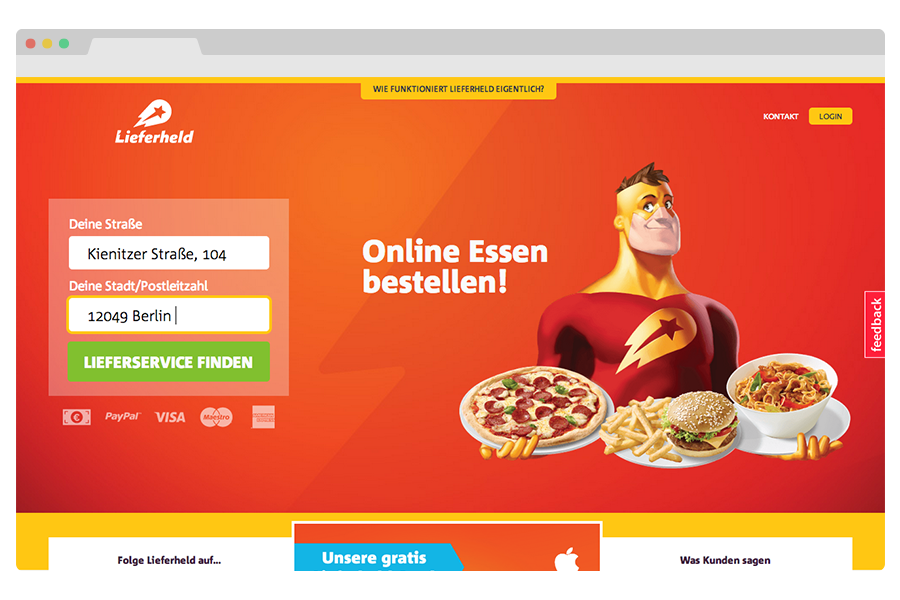 WIE FUNKTIONIERT LIEFERHELD EIGENTLICH?
Lieferheld
KONTAKT
LOGIN
Deine Straße
Kienitzer Straße, 104
Deine Stadt/Postleitzahl
12049 Berlin
LIEFERSERVICE FINDEN
Online Essen
bestellen!
feedback
€ PayPal VISA Maestro
Folge Lieferheld auf...
Unsere gratis
Was Kunden sagen